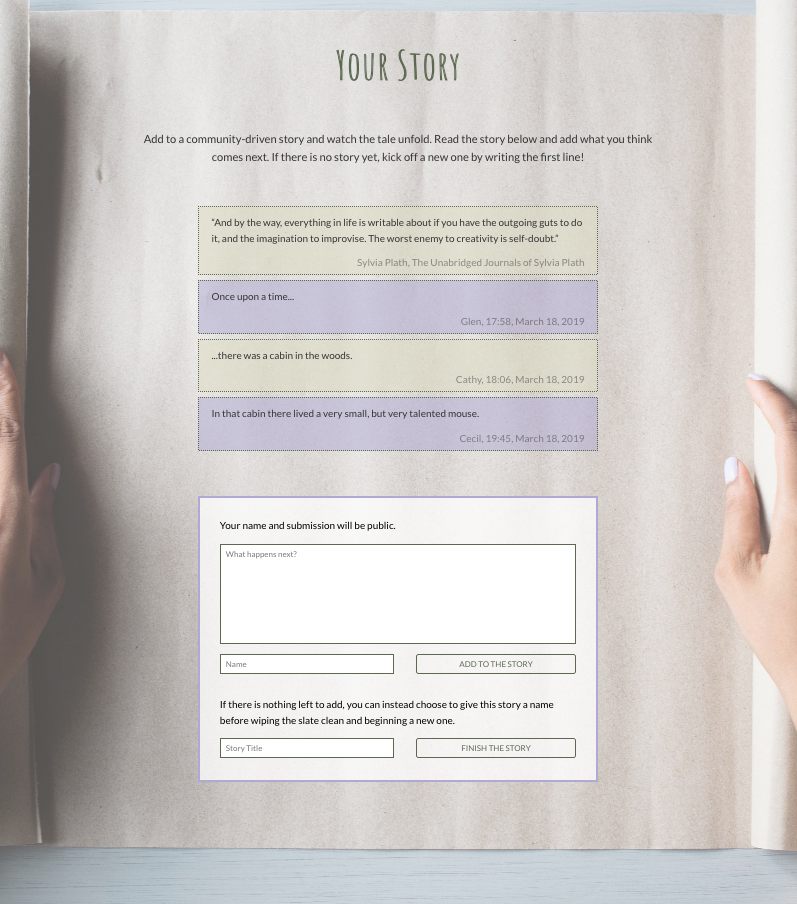 Your Story
Add to a community-driven story and watch the tale unfold. Read the story below and add what you think
comes next. If there is no story yet, kick off a new one by writing the first line!
“And by the way, everything in life is writable about if you have the outgoing guts to do
it, and the imagination to improvise. The worst enemy to creativity is self-doubt.”
Sylvia Plath, The Unabridged Journals of Sylvia Plath
Once upon a time...
Glen, 17:58, March 18, 2019
...there was a cabin in the woods.
Cathy, 18:06, March 18, 2019
In that cabin there lived a very small, but very talented mouse.
Cecil, 19:45, March 18, 2019
Your name and submission will be public.
What happens next?
Name
ADD TO THE STORY
If there is nothing left to add, you can instead choose to give this story a name
before wiping the slate clean and beginning a new one.
Story Title
FINISH THE STORY